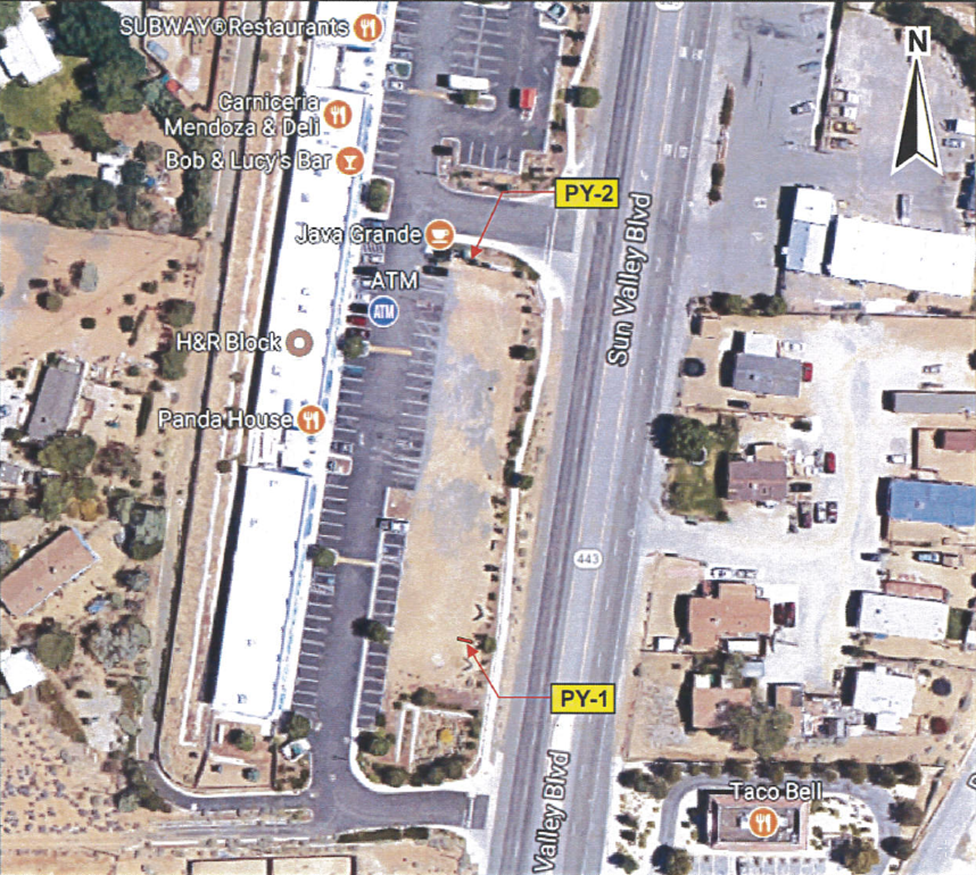 SUBWAY®Restaurants
N
Carniceria
Mendoza & Deli
Bob & Lucy's Bar
PY-2
Java Grande
Sun Valley Blvd
ATM
ATM
H&R Block
Panda House
443
PY-1
Valley Blvd
Taco Bell